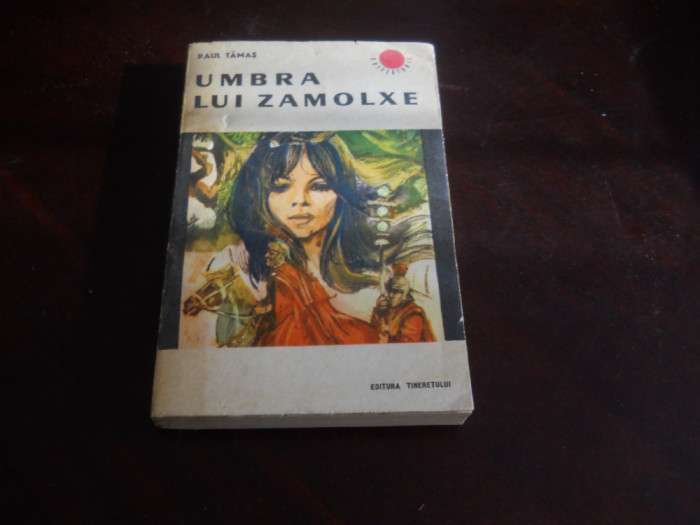 PAUL TĂMAȘ
UMBRA
LUI ZAMOLXE
EDITURA TINERETULUI